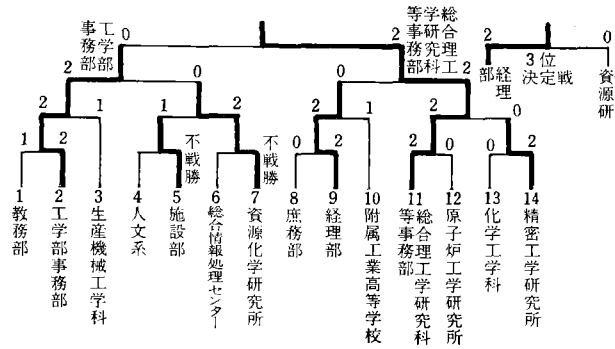 工学部事務部
0
2
総合理工学研究科等事務部
2
3位決定戦
0
経理部
資源研
2
0
0
2
2
1
1
2
2
1
2
0
1
2
不戦勝
不戦勝
0
2
2
0
0
2
1 教務部
2 工学部事務部
3 生産機械工学科
4 人文系
5 施設部
6 総合情報処理センター
7 資源化学研究所
8 庶務部
9 経理部
10 附属工業高等学校
11 総合理工学研究科等事務部
12 原子炉工学研究所
13 化学工学科
14 精密工学研究所